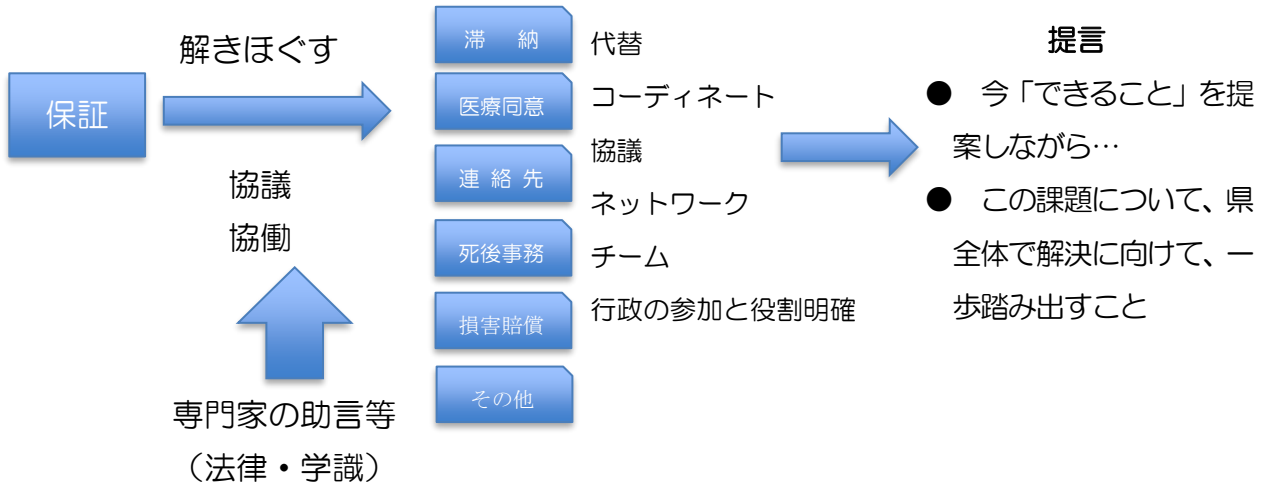 保証
解きほぐす
協議
協働
専門家の助言等
（法律・学識）
滞　納
医療同意
連 絡 先
死後事務
損害賠償
その他
代替
コーディネート
協議
ネットワーク
チーム
行政の参加と役割明確
提言
●　今「できること」を提
案しながら…
●　この課題について、県
全体で解決に向けて、一
歩踏み出すこと